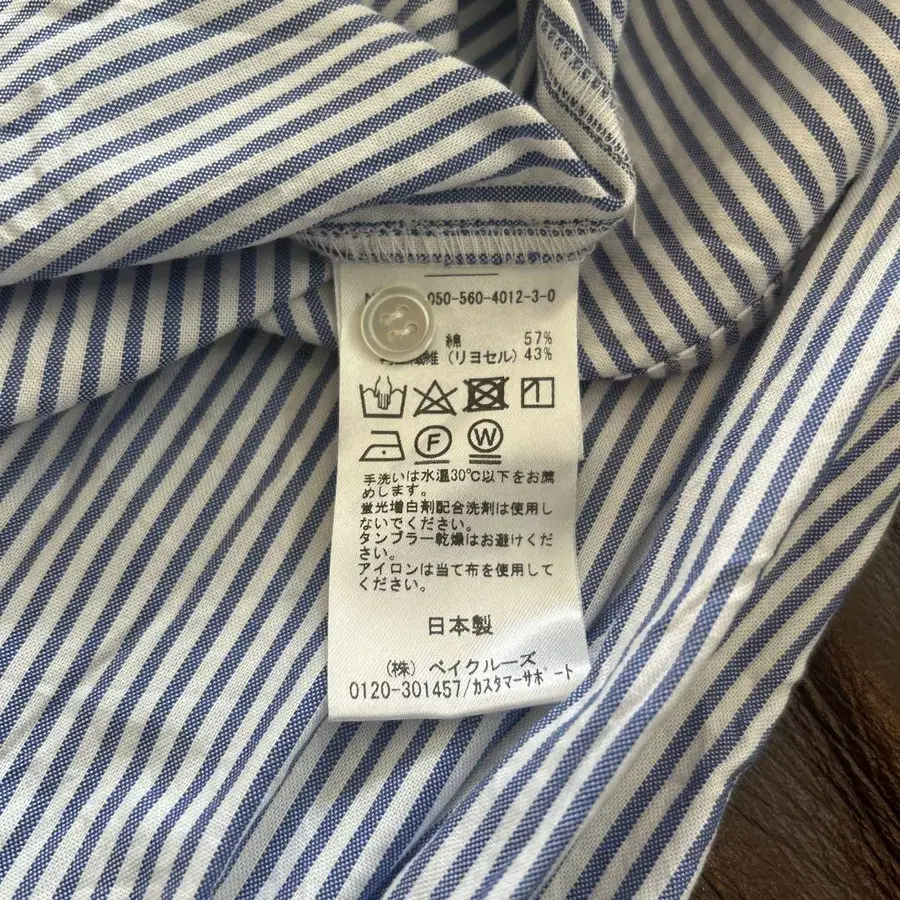 050-560-4012-3-0
綿 57%
維 (リヨセル) 43%
F W
手洗いは水温30℃以下をお薦
めします。
蛍光増白剤配合洗剤は使用し
ないでください。
タンブラー乾燥はお避けくだ
さい。
アイロンは当て布を使用して
ください。
日本製
(株) ベイクルーズ
0120-301457/カスタマーサポート